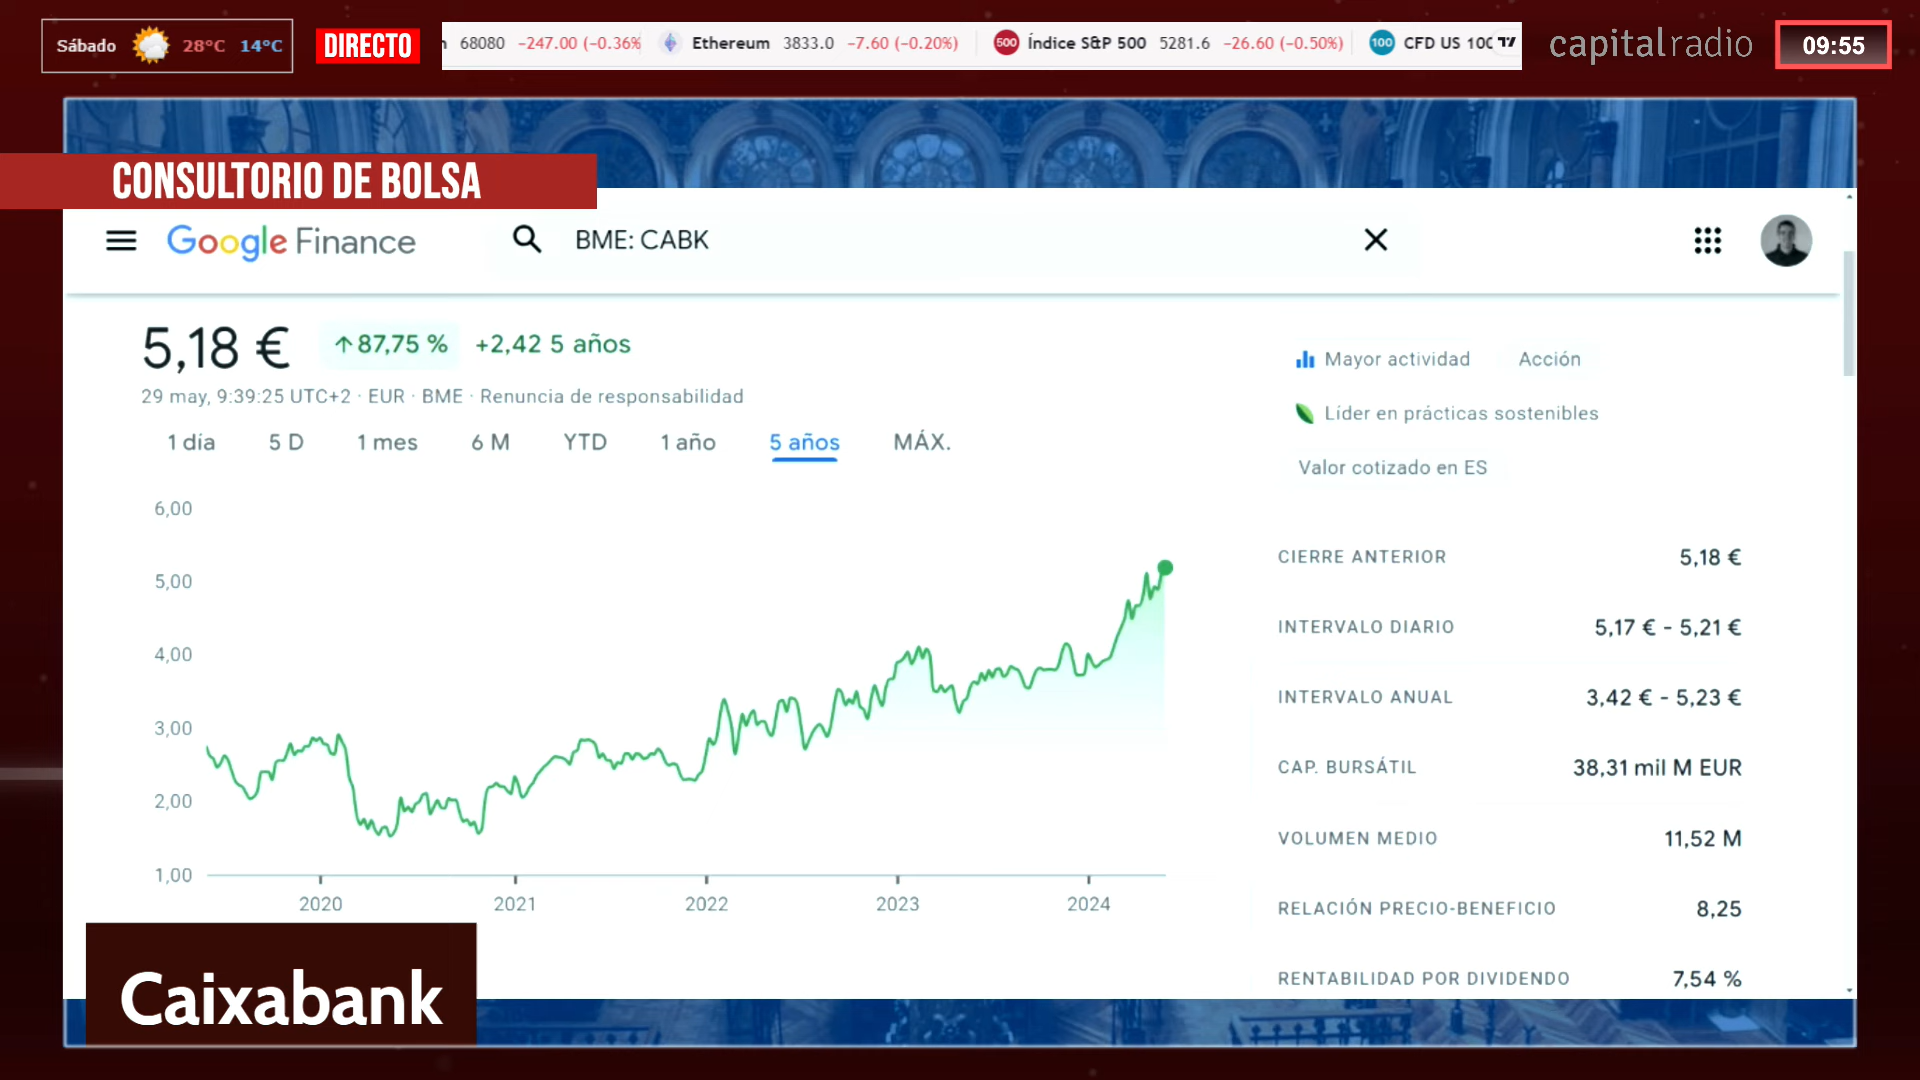 Sábado 28°C 14°C
DIRECTO
68080 -247.00 (-0.36% Ethereum 3833.0 -7.60 (-0.20%) 500 Índice S&P 500 5281.6 -26.60 (-0.50%) 100 CFD US 100
capitalradio
09:55
CONSULTORIO DE BOLSA
Google Finance
BME: CABK
5,18 € ↑87,75 % +2,42 5 años
29 may, 9:39:25 UTC+2 · EUR · BME · Renuncia de responsabilidad
1 día 5 D 1 mes 6 M YTD 1 año 5 años MÁX.
6,00
5,00
4,00
3,00
2,00
1,00
2020 2021 2022 2023 2024
Mayor actividad Acción
Líder en prácticas sostenibles
Valor cotizado en ES
CIERRE ANTERIOR 5,18 €
INTERVALO DIARIO 5,17 € - 5,21 €
INTERVALO ANUAL 3,42 € - 5,23 €
CAP. BURSÁTIL 38,31 mil M EUR
VOLUMEN MEDIO 11,52 M
RELACIÓN PRECIO-BENEFICIO 8,25
RENTABILIDAD POR DIVIDENDO 7,54 %
Caixabank